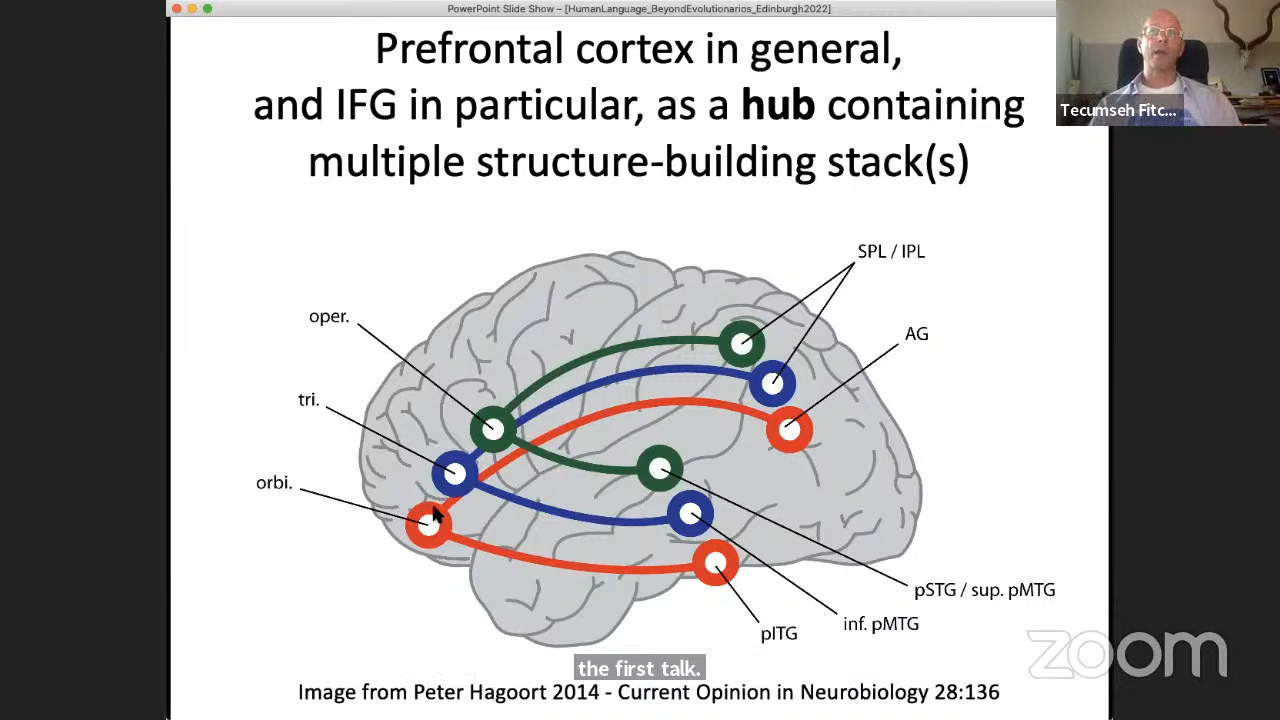 PowerPoint Slide Show – [HumanLanguage_BeyondEvolutionarios_Edinburgh2022]
Prefrontal cortex in general,
and IFG in particular, as a hub containing
multiple structure-building stack(s)
Tecumseh Fitc...
SPL / IPL
oper.
AG
tri.
orbi.
pSTG / sup. pMTG
inf. pMTG
pITG
zoom
the first talk.
Image from Peter Hagoort 2014 - Current Opinion in Neurobiology 28:136